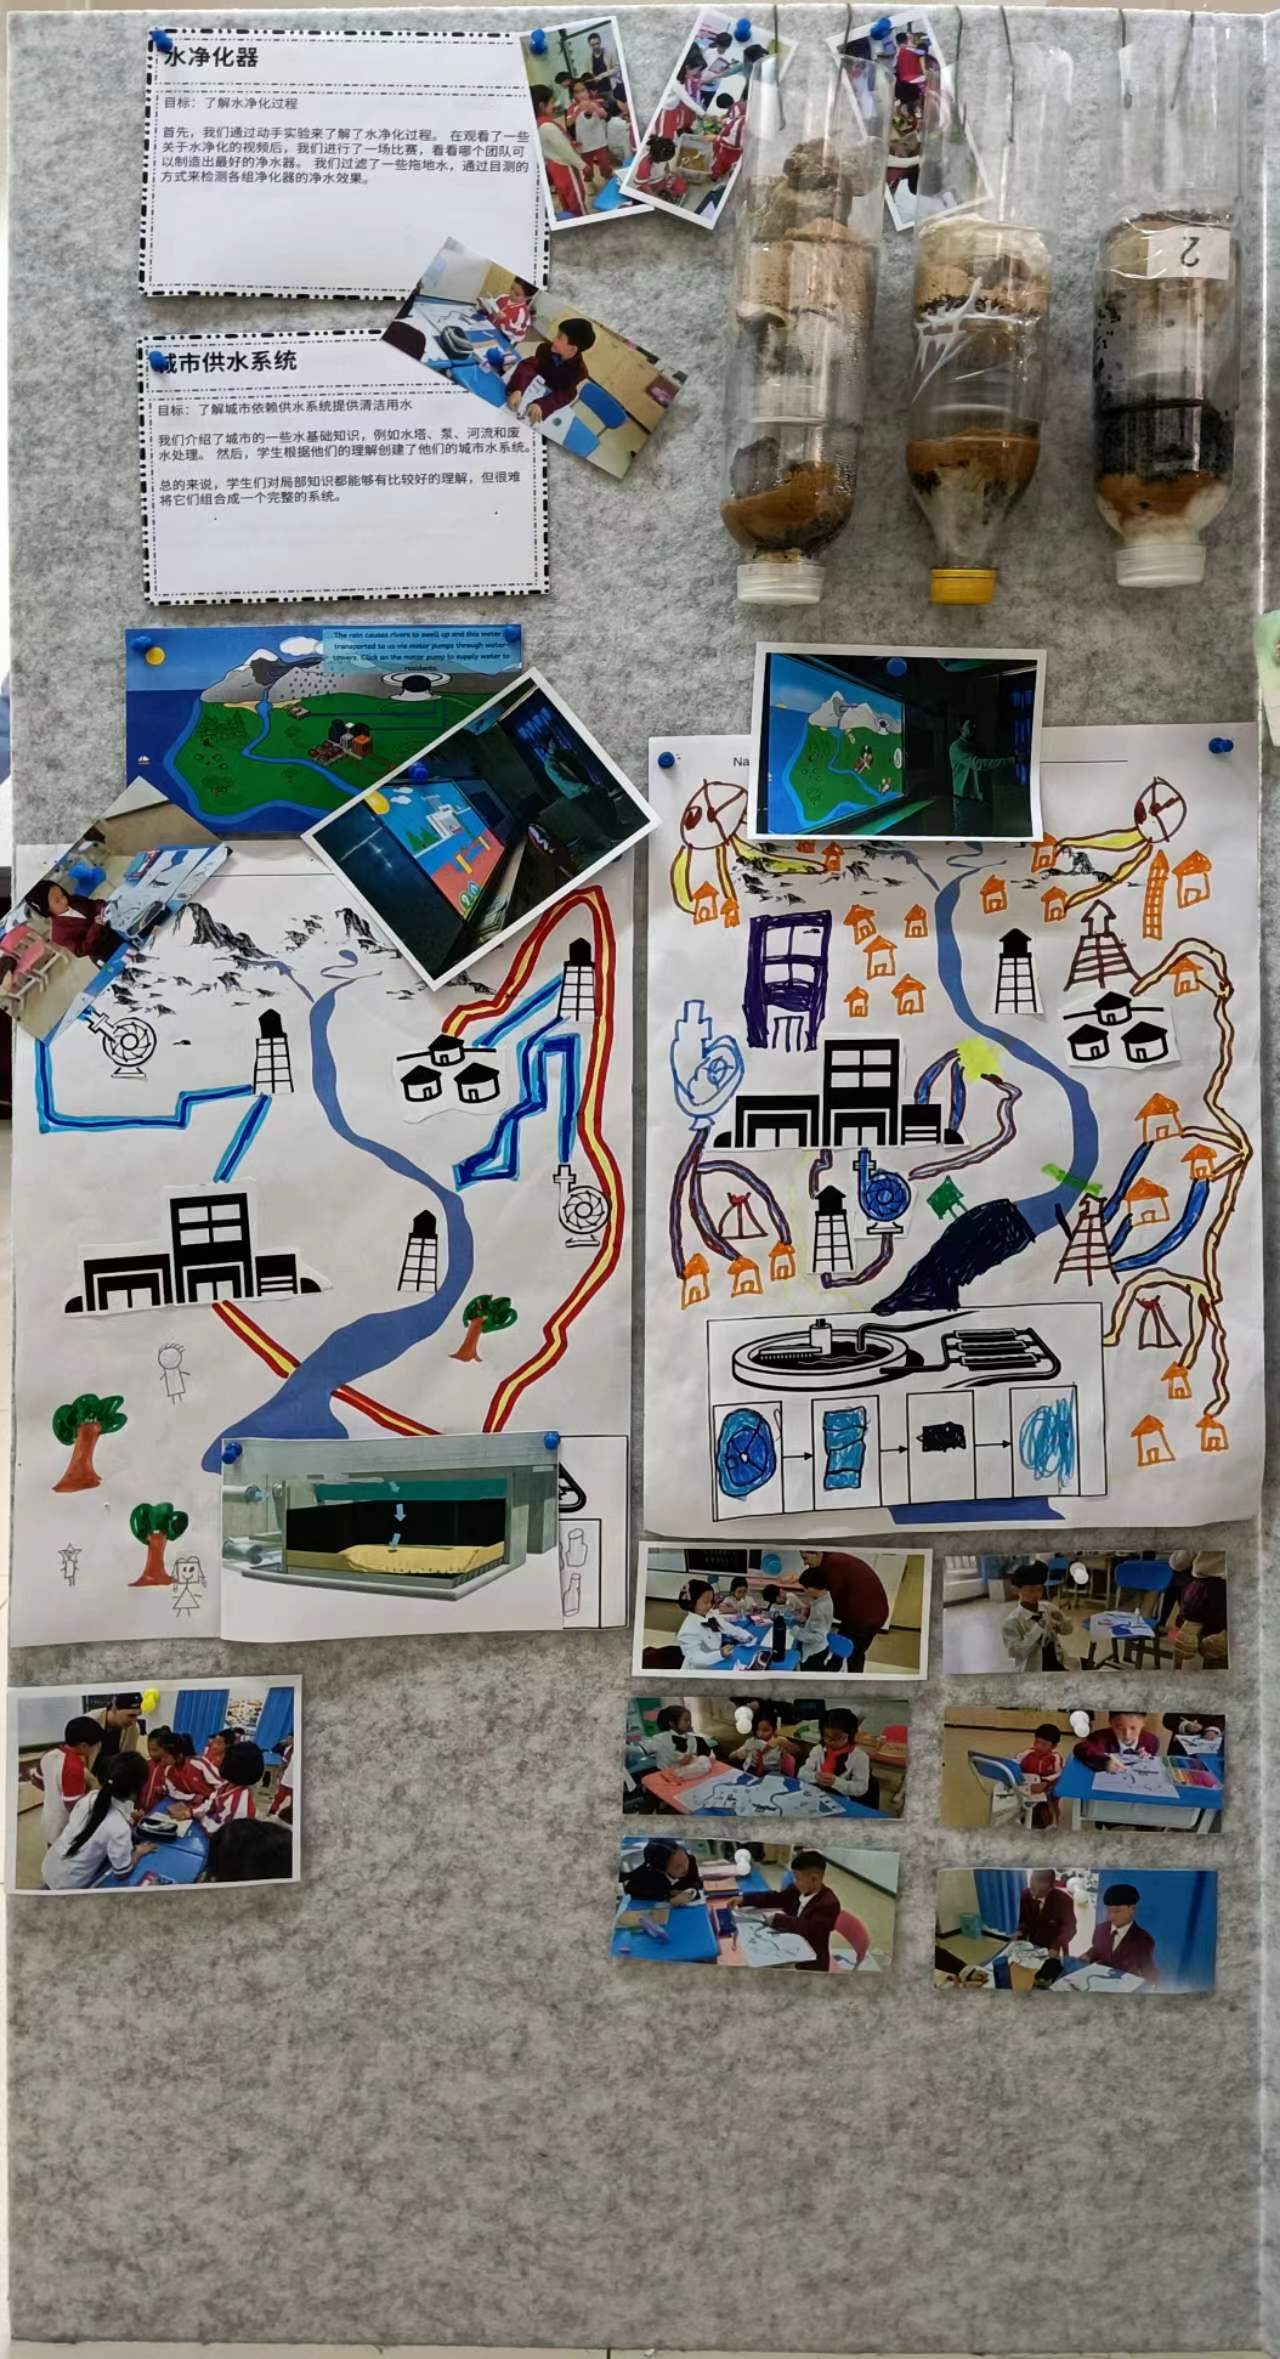 水净化器
目标：了解水净化过程
首先，我们通过动手实验来了解了水净化过程。 在观看了一些
关于水净化的视频后，我们进行了一场比赛，看看哪个团队可
以制造出最好的净水器。 我们过滤了一些拖地水，通过目测的
方式来检测各组净化器的净水效果。
2
城市供水系统
目标：了解城市依赖供水系统提供清洁用水
我们介绍了城市的一些水基础知识，例如水塔、泵、河流和废
水处理。 然后，学生根据他们的理解创建了他们的城市水系统。
总的来说，学生们对局部知识都能够有比较好的理解，但很难
将它们组合成一个完整的系统。
The rain causes rivers to swell up and this water
transported to us via motor pumps through water
towers. Click on the motor pump to supply water to
residents.
Na